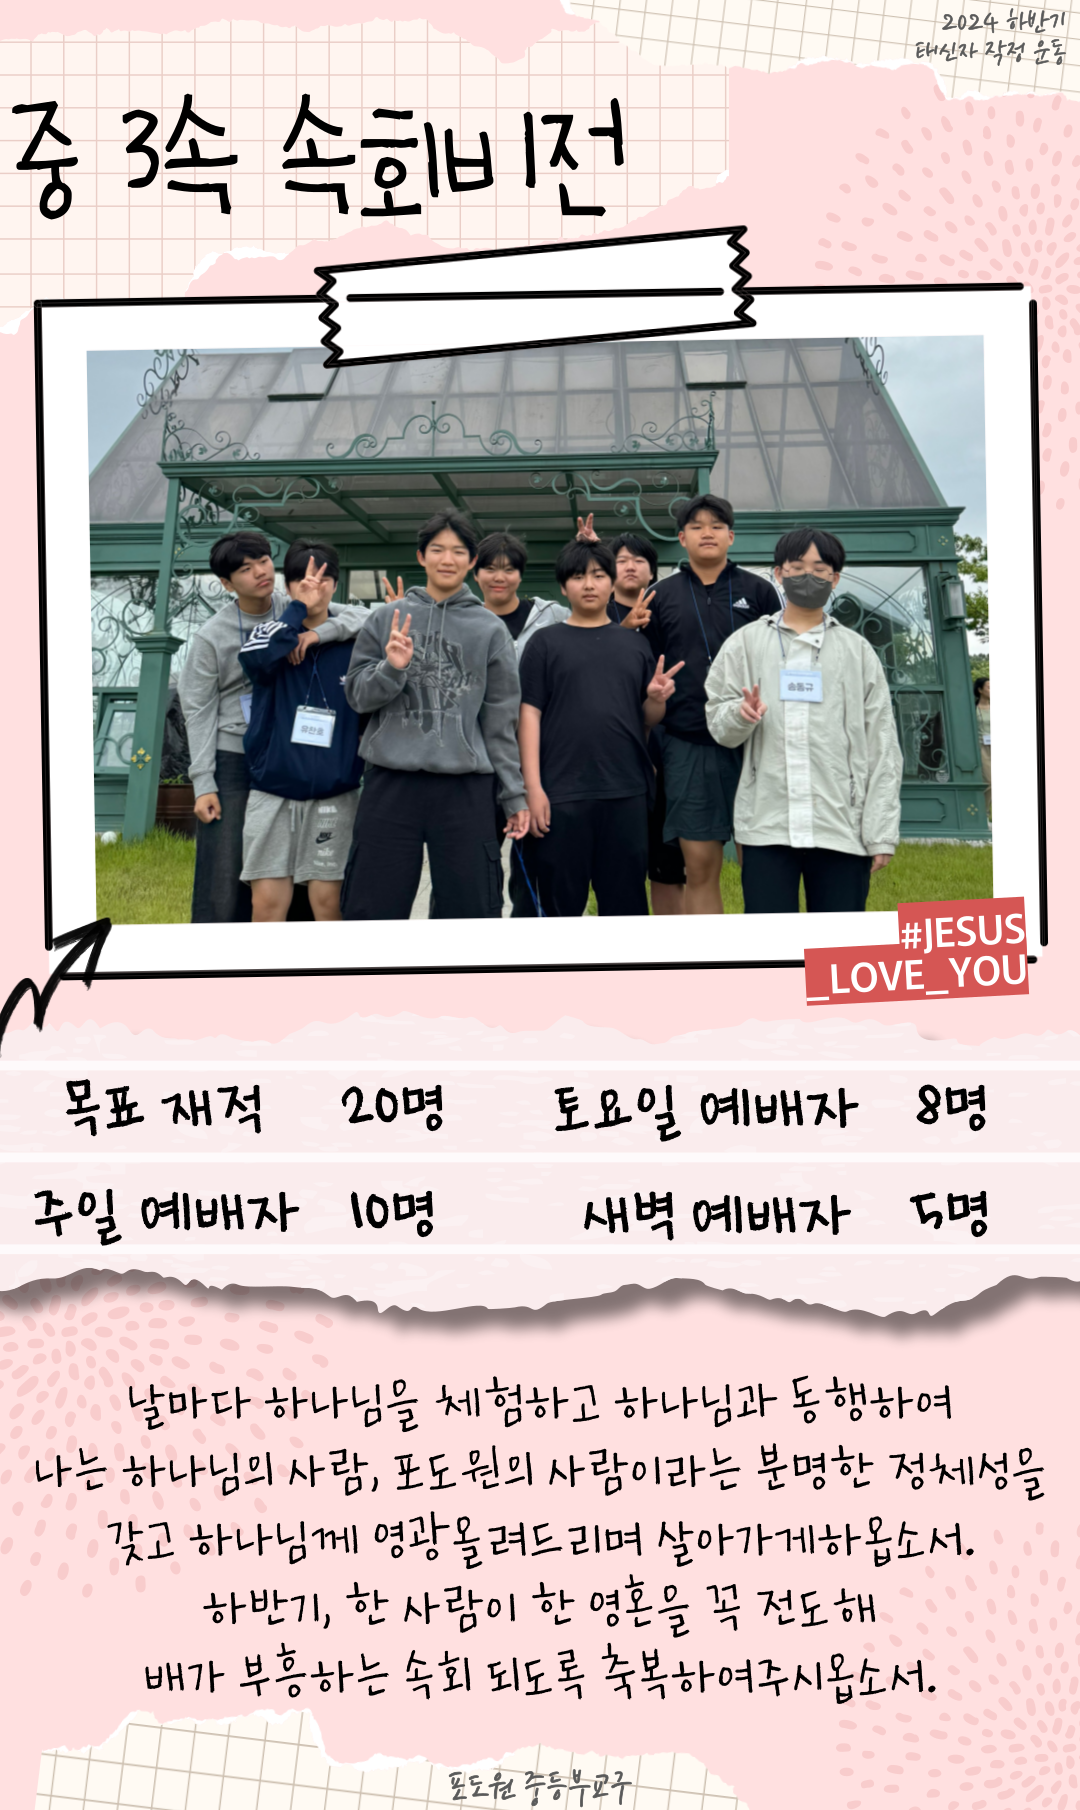 2024 하반기
태신자 작정 운동
중 3속 속회비전
송동규
#JESUS
_LOVE_YOU
목표 재적 20명 토요일 예배자 8명
주일 예배자 10명 새벽 예배자 5명
날마다 하나님을 체험하고 하나님과 동행하여
나는 하나님의 사람, 포도원의 사람이라는 분명한 정체성을
갖고 하나님께 영광올려드리며 살아가게하옵소서.
하반기, 한 사람이 한 영혼을 꼭 전도해
배가 부흥하는 속회 되도록 축복하여주시옵소서.
포도원 중등부교구